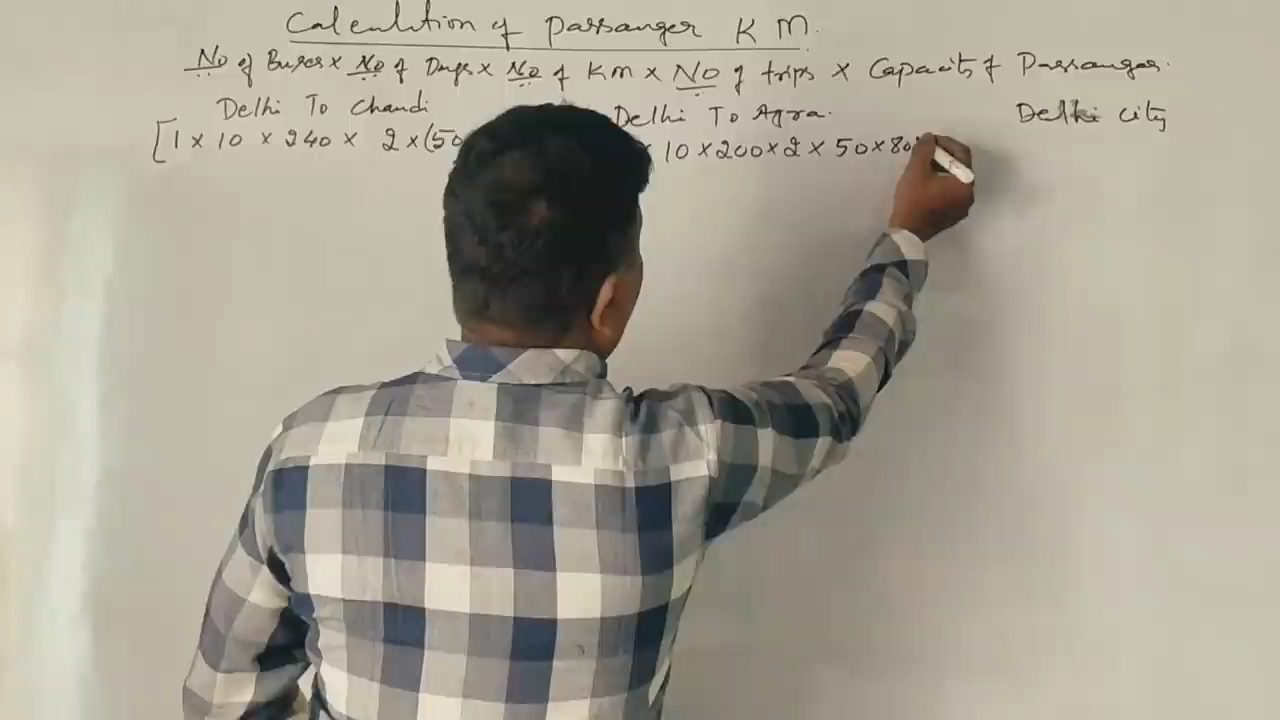 Calculation of Passanger K M.
No of Buses × No of Days × No of KM × No of trips × Capacity of Passanger.
Delhi To Chandi Delhi To Agra. Delhi City
[1 × 10 × 240 × 2 × (50 × 10 × 200 × 2 × 50 × 80